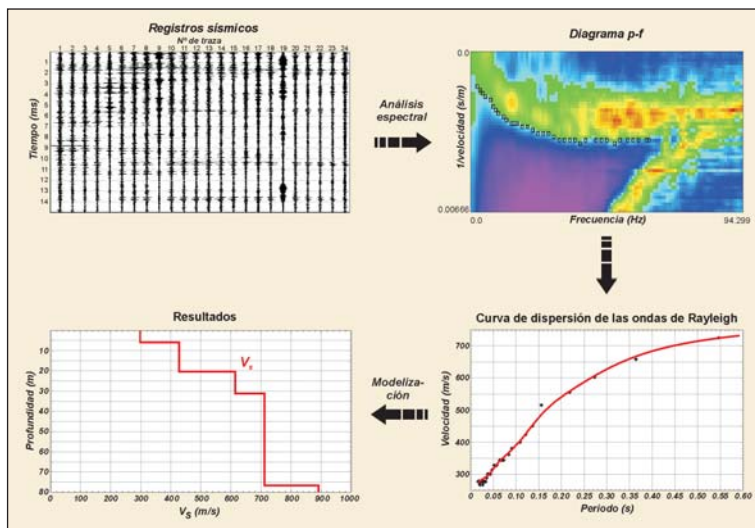 Registros sísmicos
Nº de traza
1 2 3 4 5 6 7 8 9 10 11 12 13 14 15 16 17 18 19 20 21 22 23 24
Tiempo (ms)
1
2
3
4
5
6
7
8
9
10
11
12
13
14
Análisis
espectral
Diagrama p-f
0.0
1/velocidad (s/m)
0.00666
0.0
Frecuencia (Hz)
94.299
Resultados
Profundidad (m)
10
20
30
40
50
60
70
80
Vs
0 100 200 300 400 500 600 700 800 900 1000
VS (m/s)
Modeliza-
ción
Curva de dispersión de las ondas de Rayleigh
Velocidad (m/s)
700
600
500
400
300
0 0.05 0.10 0.15 0.20 0.25 0.30 0.35 0.40 0.45 0.50 0.55 0.60
Periodo (s)